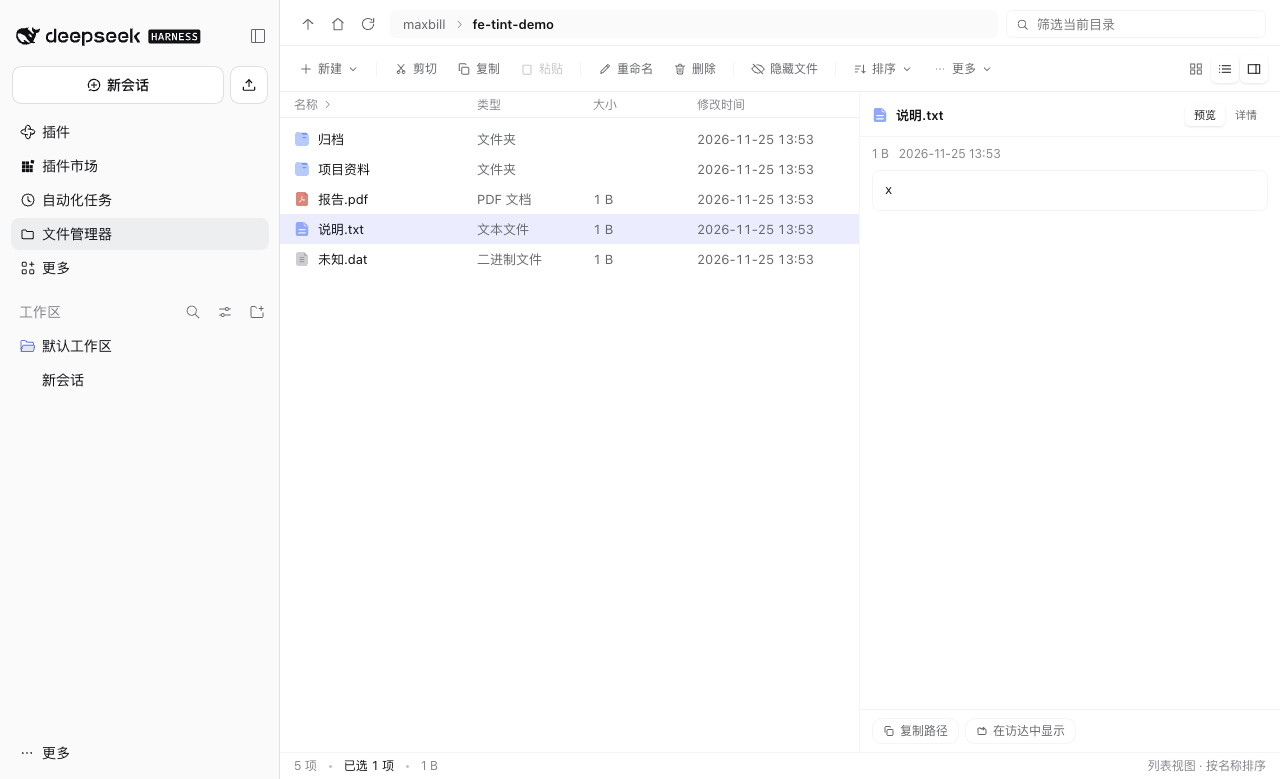 deepseek HARNESS
新会话
插件
插件市场
自动化任务
文件管理器
更多
工作区
默认工作区
新会话
更多
maxbill fe-tint-demo
筛选当前目录
新建 剪切 复制 粘贴 重命名 删除 隐藏文件 排序 更多
名称 类型 大小 修改时间
归档 文件夹 2026-11-25 13:53
项目资料 文件夹 2026-11-25 13:53
报告.pdf PDF 文档 1 B 2026-11-25 13:53
说明.txt 文本文件 1 B 2026-11-25 13:53
未知.dat 二进制文件 1 B 2026-11-25 13:53
说明.txt 预览 详情
1 B 2026-11-25 13:53
x
复制路径 在访达中显示
5 项 • 已选 1 项 • 1 B
列表视图 · 按名称排序